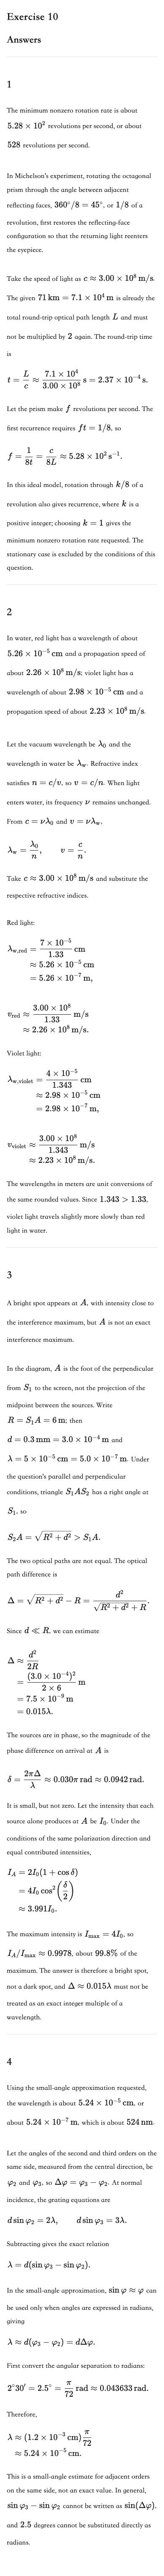 Exercise 10
Answers
1
The minimum nonzero rotation rate is about
5.28 × 10² revolutions per second, or about
528 revolutions per second.
In Michelson's experiment, rotating the octagonal
prism through the angle between adjacent
reflecting faces, 360°/8 = 45°, or 1/8 of a
revolution, first restores the reflecting-face
configuration so that the returning light reenters
the eyepiece.
Take the speed of light as c ≈ 3.00 × 10⁸ m/s.
The given 71 km = 7.1 × 10⁴ m is already the
total round-trip optical path length L and must
not be multiplied by 2 again. The round-trip time
is
t = L/c ≈ (7.1 × 10⁴)/(3.00 × 10⁸) s = 2.37 × 10⁻⁴ s.
Let the prism make f revolutions per second. The
first recurrence requires ft = 1/8, so
f = 1/(8t) = c/(8L) ≈ 5.28 × 10² s⁻¹.
In this ideal model, rotation through k/8 of a
revolution also gives recurrence, where k is a
positive integer; choosing k = 1 gives the
minimum nonzero rotation rate requested. The
stationary case is excluded by the conditions of this
question.
2
In water, red light has a wavelength of about
5.26 × 10⁻⁵ cm and a propagation speed of
about 2.26 × 10⁸ m/s; violet light has a
wavelength of about 2.98 × 10⁻⁵ cm and a
propagation speed of about 2.23 × 10⁸ m/s.
Let the vacuum wavelength be λ₀ and the
wavelength in water be λ_w. Refractive index
satisfies n = c/v, so v = c/n. When light
enters water, its frequency ν remains unchanged.
From c = νλ₀ and v = νλ_w,
λ_w = λ₀/n, v = c/n.
Take c ≈ 3.00 × 10⁸ m/s and substitute the
respective refractive indices.
Red light:
λ_w,red = (7 × 10⁻⁵)/1.33 cm
≈ 5.26 × 10⁻⁵ cm
= 5.26 × 10⁻⁷ m,
v_red ≈ (3.00 × 10⁸)/1.33 m/s
≈ 2.26 × 10⁸ m/s.
Violet light:
λ_w,violet = (4 × 10⁻⁵)/1.343 cm
≈ 2.98 × 10⁻⁵ cm
= 2.98 × 10⁻⁷ m,
v_violet ≈ (3.00 × 10⁸)/1.343 m/s
≈ 2.23 × 10⁸ m/s.
The wavelengths in meters are unit conversions of
the same rounded values. Since 1.343 > 1.33,
violet light travels slightly more slowly than red
light in water.
3
A bright spot appears at A, with intensity close to
the interference maximum, but A is not an exact
interference maximum.
In the diagram, A is the foot of the perpendicular
from S₁ to the screen, not the projection of the
midpoint between the sources. Write
R = S₁A = 6 m; then
d = 0.3 mm = 3.0 × 10⁻⁴ m and
λ = 5 × 10⁻⁵ cm = 5.0 × 10⁻⁷ m. Under
the question's parallel and perpendicular
conditions, triangle S₁AS₂ has a right angle at
S₁, so
S₂A = √(R² + d²) > S₁A.
The two optical paths are not equal. The optical
path difference is
Δ = √(R² + d²) − R = d²/(√(R² + d²) + R).
Since d ≪ R, we can estimate
Δ ≈ d²/(2R)
= (3.0 × 10⁻⁴)²/(2 × 6) m
= 7.5 × 10⁻⁹ m
= 0.015λ.
The sources are in phase, so the magnitude of the
phase difference on arrival at A is
δ = 2πΔ/λ ≈ 0.030π rad ≈ 0.0942 rad.
It is small, but not zero. Let the intensity that each
source alone produces at A be I₀. Under the
conditions of the same polarization direction and
equal contributed intensities,
I_A = 2I₀(1 + cos δ)
= 4I₀ cos²(δ/2)
≈ 3.991I₀.
The maximum intensity is I_max = 4I₀, so
I_A/I_max ≈ 0.9978, about 99.8% of the
maximum. The answer is therefore a bright spot,
not a dark spot, and Δ ≈ 0.015λ must not be
treated as an exact integer multiple of a
wavelength.
4
Using the small-angle approximation requested,
the wavelength is about 5.24 × 10⁻⁵ cm, or
about 5.24 × 10⁻⁷ m, which is about 524 nm.
Let the angles of the second and third orders on the
same side, measured from the central direction, be
φ₂ and φ₃, so Δφ = φ₃ − φ₂. At normal
incidence, the grating equations are
d sin φ₂ = 2λ, d sin φ₃ = 3λ.
Subtracting gives the exact relation
λ = d(sin φ₃ − sin φ₂).
In the small-angle approximation, sin φ ≈ φ can
be used only when angles are expressed in radians,
giving
λ ≈ d(φ₃ − φ₂) = dΔφ.
First convert the angular separation to radians:
2°30′ = 2.5° = π/72 rad ≈ 0.043633 rad.
Therefore,
λ ≈ (1.2 × 10⁻³ cm) π/72
≈ 5.24 × 10⁻⁵ cm.
This is a small-angle estimate for adjacent orders
on the same side, not an exact value. In general,
sin φ₃ − sin φ₂ cannot be written as sin(Δφ),
and 2.5 degrees cannot be substituted directly as
radians.